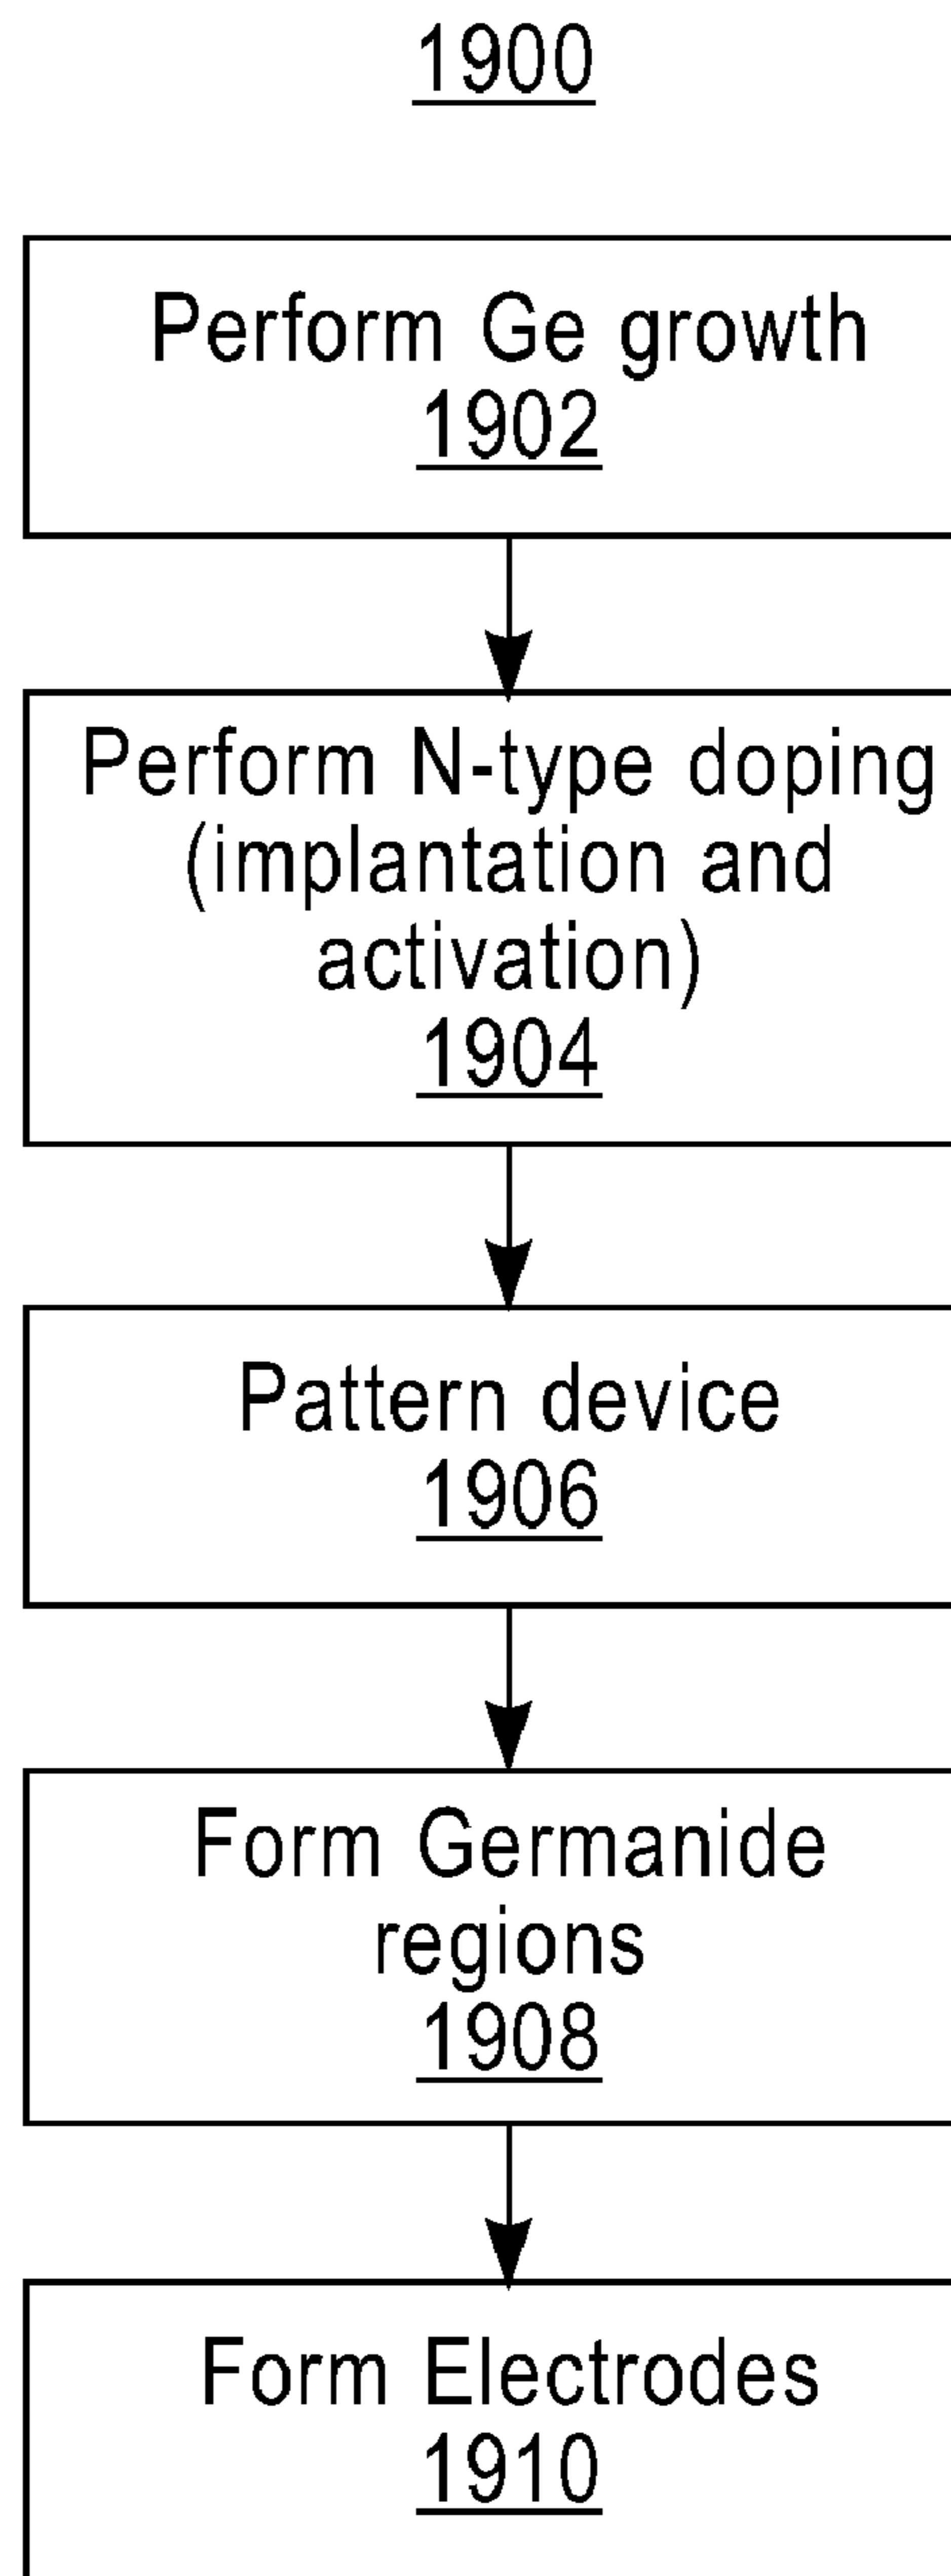 1900
Perform Ge growth
1902
Perform N-type doping
(implantation and
activation)
1904
Pattern device
1906
Form Germanide
regions
1908
Form Electrodes
1910